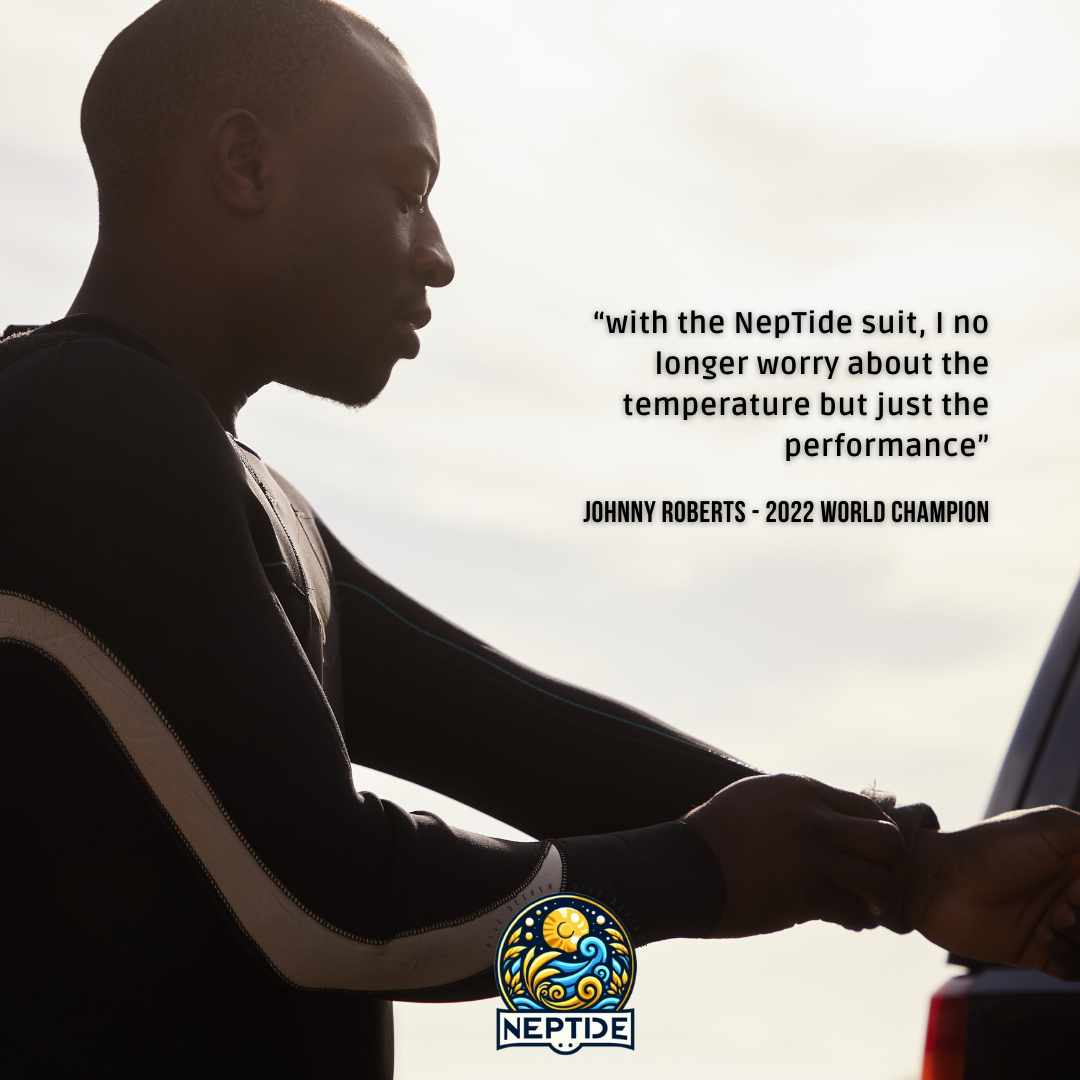 “with the NepTide suit, I no
longer worry about the
temperature but just the
performance”
JOHNNY ROBERTS - 2022 WORLD CHAMPION
NEPTIDE